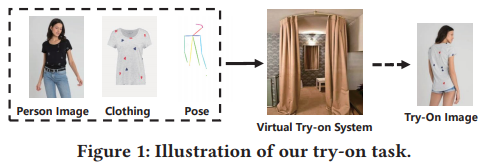 Person Image
Clothing
Pose
Virtual Try-on System
Try-On Image
Figure 1: Illustration of our try-on task.